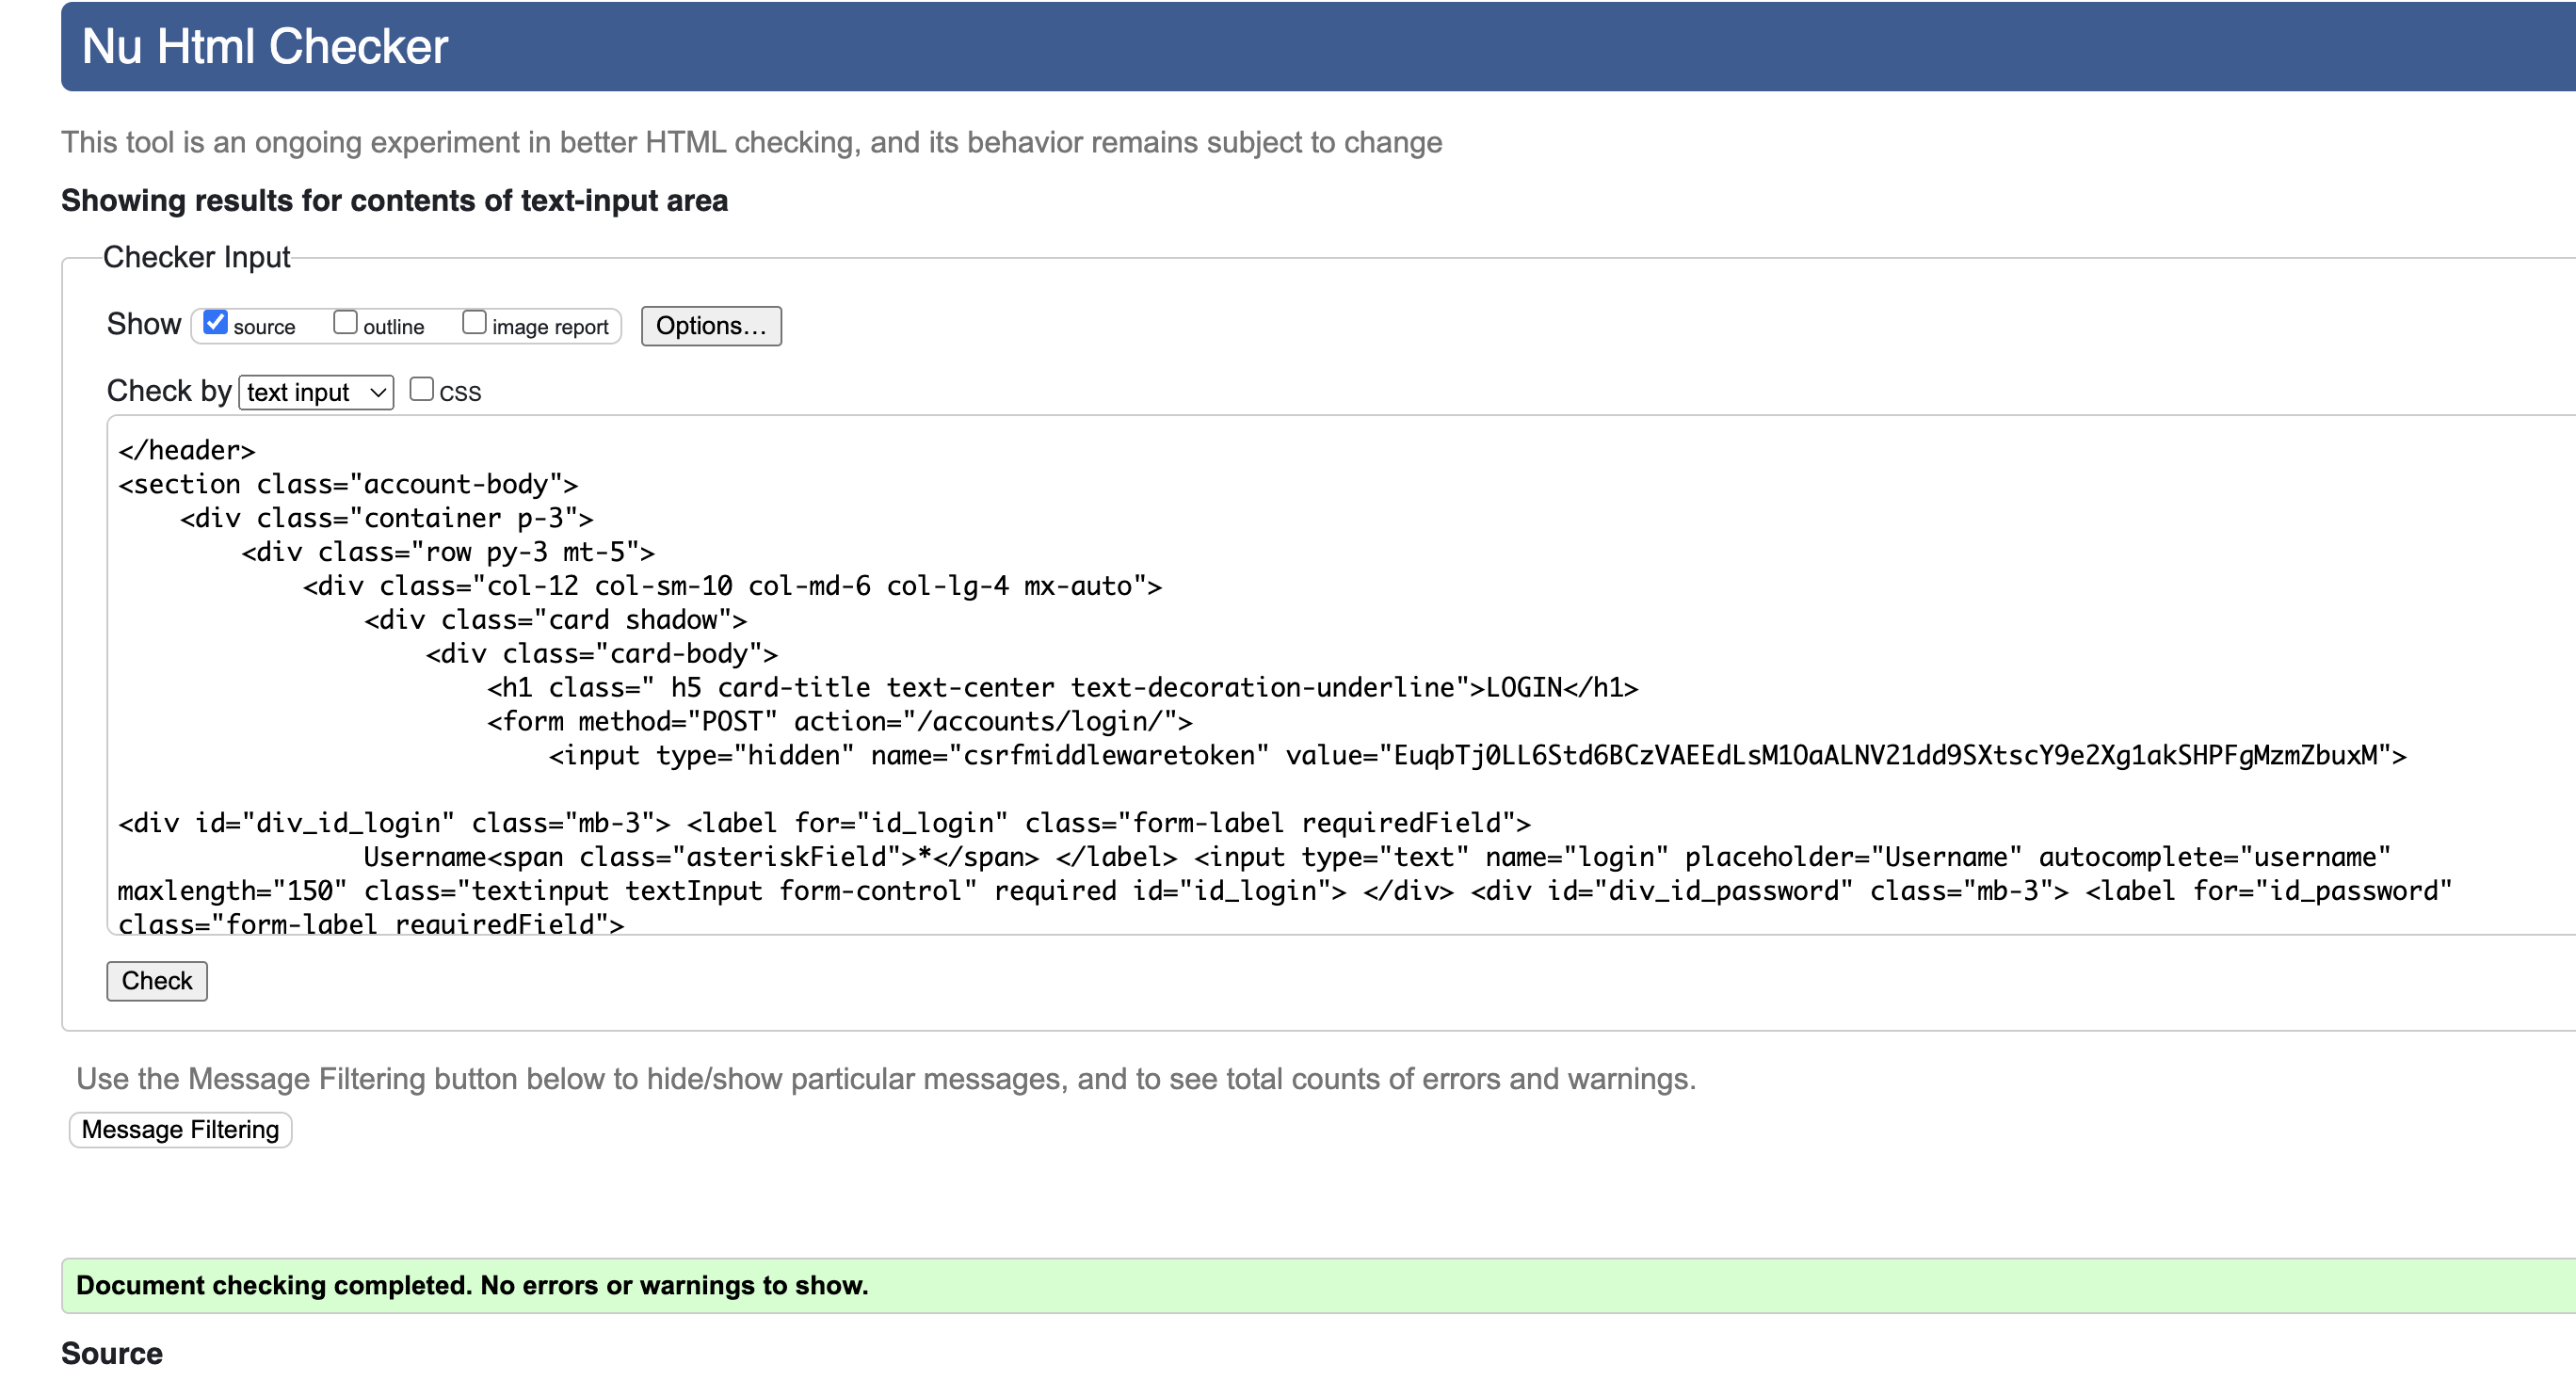 Nu Html Checker
This tool is an ongoing experiment in better HTML checking, and its behavior remains subject to change
Showing results for contents of text-input area
Checker Input
Show source outline image report Options...
Check by text input CSS
</header>
<section class="account-body">
<div class="container p-3">
<div class="row py-3 mt-5">
<div class="col-12 col-sm-10 col-md-6 col-lg-4 mx-auto">
<div class="card shadow">
<div class="card-body">
<h1 class=" h5 card-title text-center text-decoration-underline">LOGIN</h1>
<form method="POST" action="/accounts/login/">
<input type="hidden" name="csrfmiddlewaretoken" value="EuqbTj0LL6Std6BCzVAEEdLsM1OaALNV21dd9SXtscY9e2Xg1akSHPFgMzmZbuxM">
<div id="div_id_login" class="mb-3"> <label for="id_login" class="form-label requiredField">
Username<span class="asteriskField">*</span> </label> <input type="text" name="login" placeholder="Username" autocomplete="username"
maxlength="150" class="textinput textInput form-control" required id="id_login"> </div> <div id="div_id_password" class="mb-3"> <label for="id_password"
class="form-label requiredField">
Check
Use the Message Filtering button below to hide/show particular messages, and to see total counts of errors and warnings.
Message Filtering
Document checking completed. No errors or warnings to show.
Source